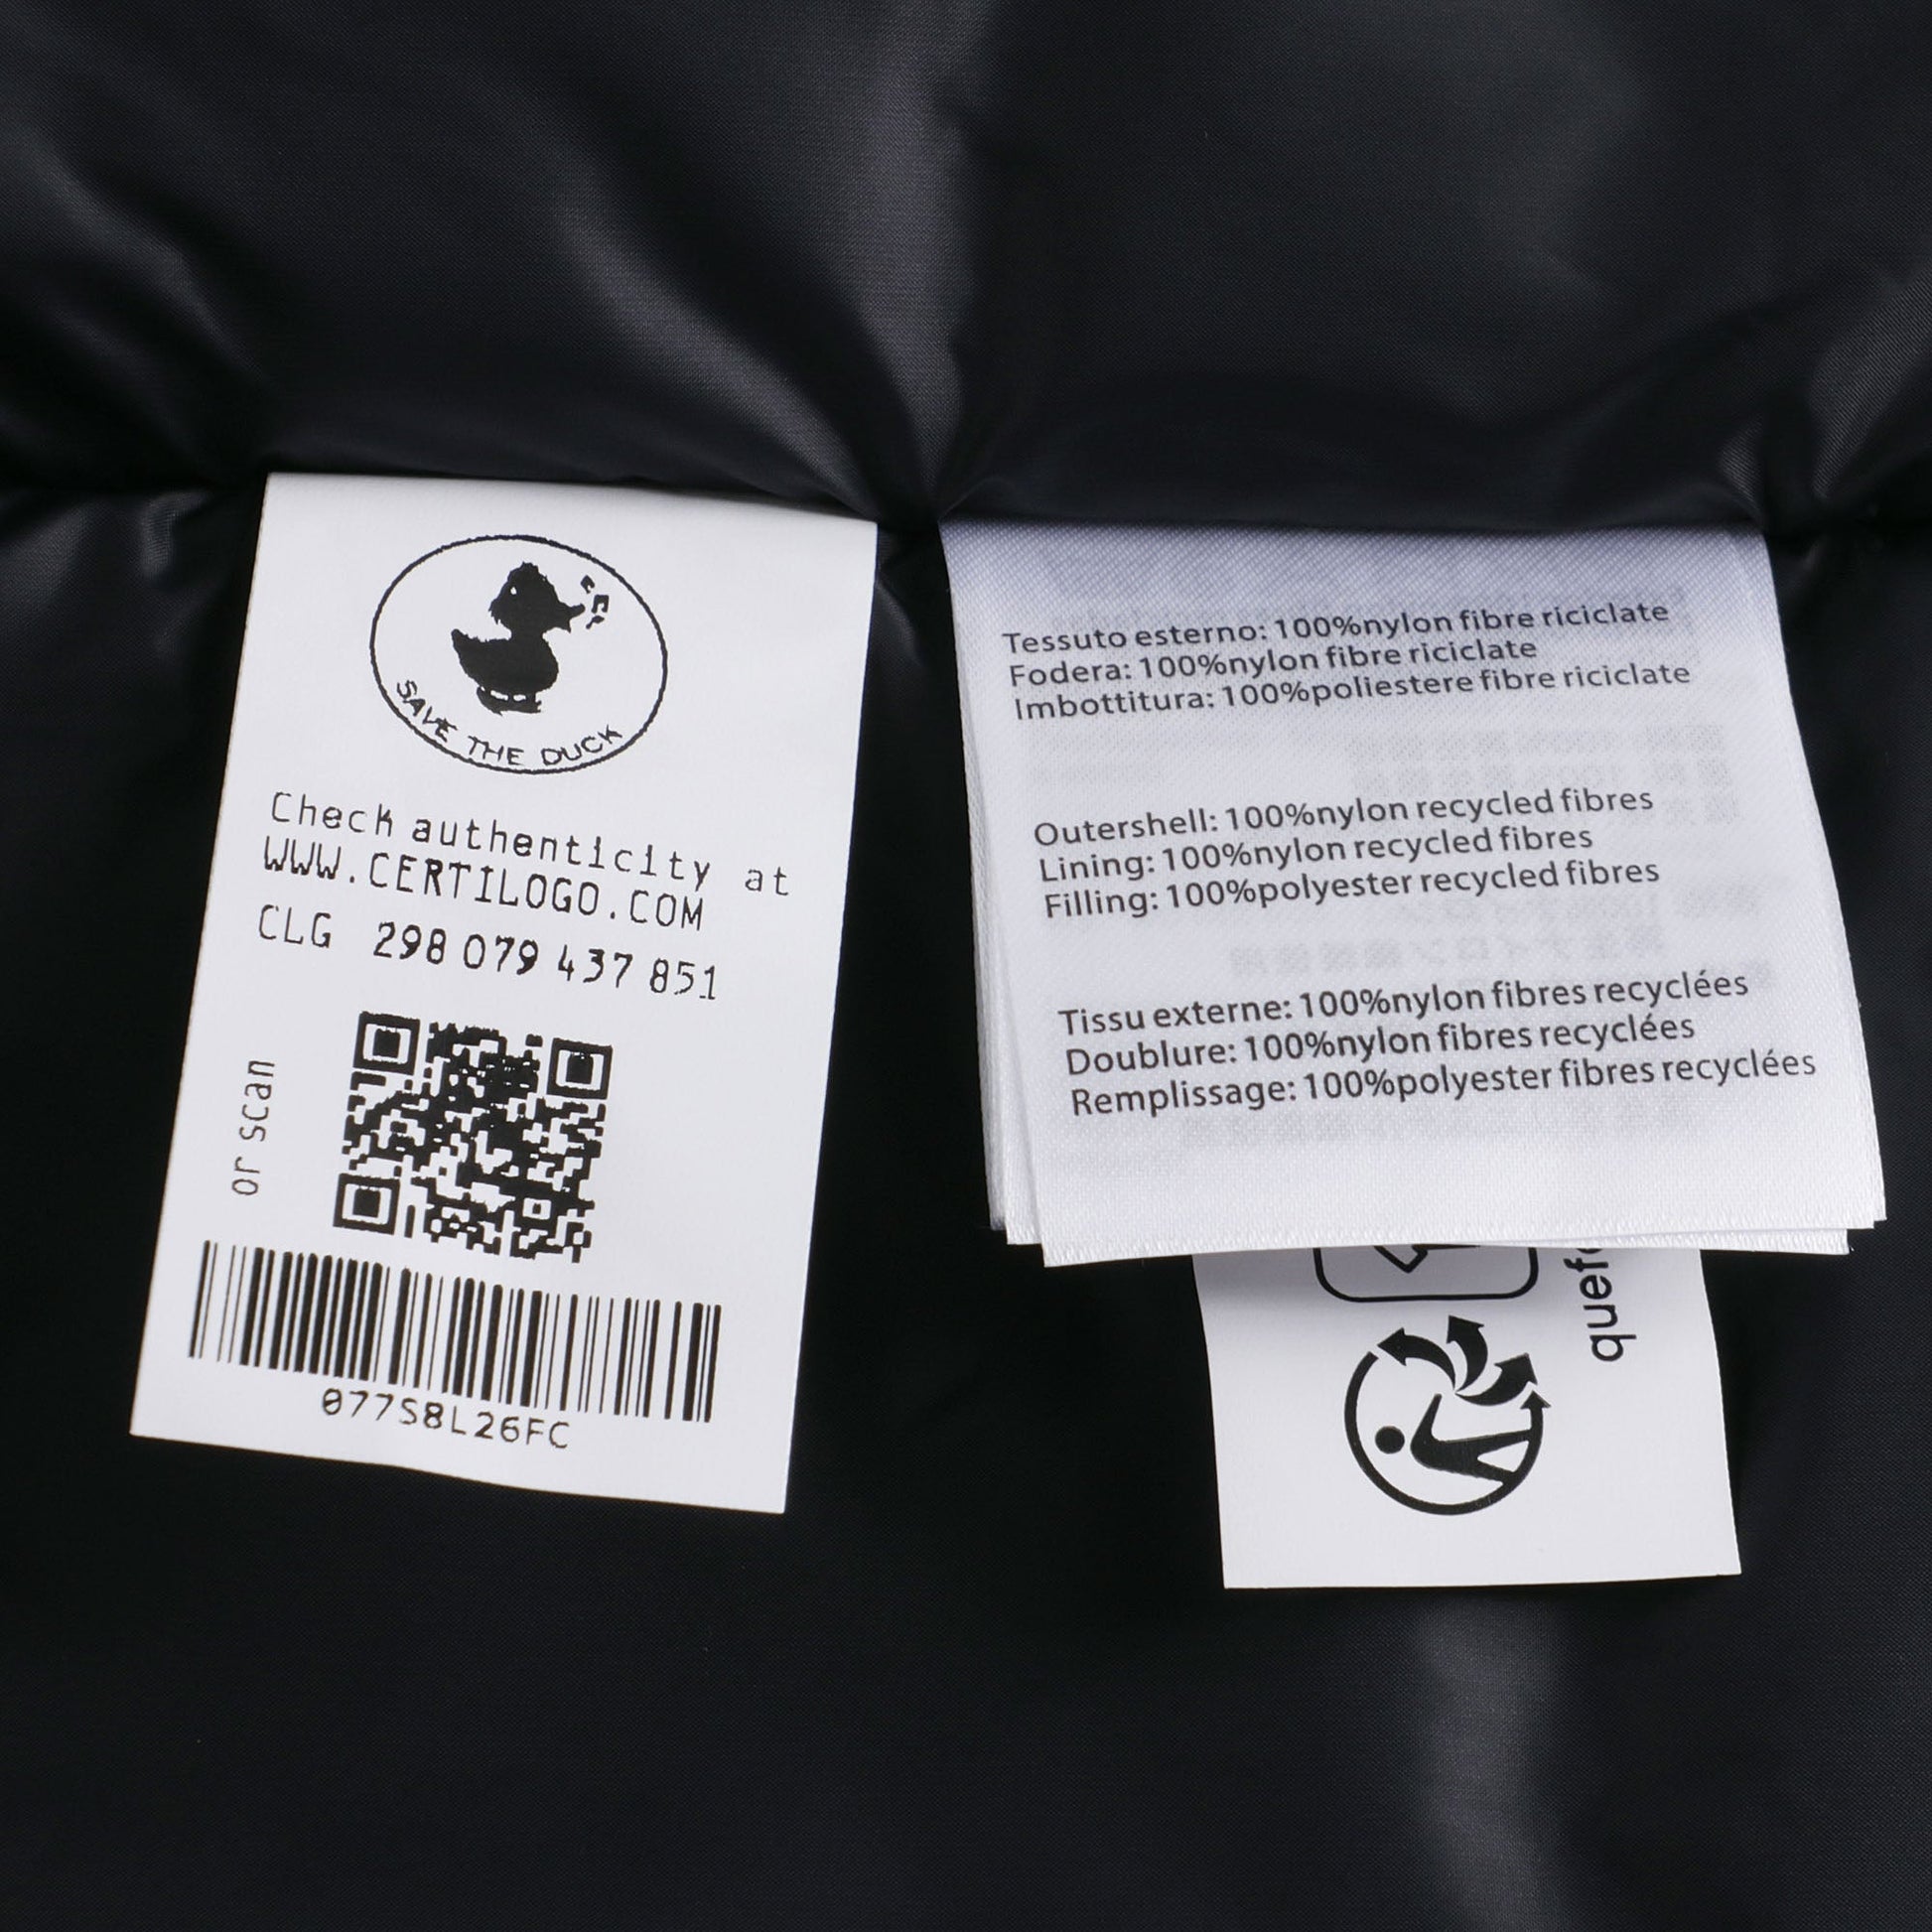 SAVE THE DUCK
Check authenticity at
WWW.CERTILOGO.COM
CLG 298 079 437 851
or scan
077S8L26FC
Tessuto esterno: 100%nylon fibre riciclate
Fodera: 100%nylon fibre riciclate
Imbottitura: 100%poliestere fibre riciclate
Outershell: 100%nylon recycled fibres
Lining: 100%nylon recycled fibres
Filling: 100%polyester recycled fibres
Tissu externe: 100%nylon fibres recyclées
Doublure: 100%nylon fibres recyclées
Remplissage: 100%polyester fibres recyclées